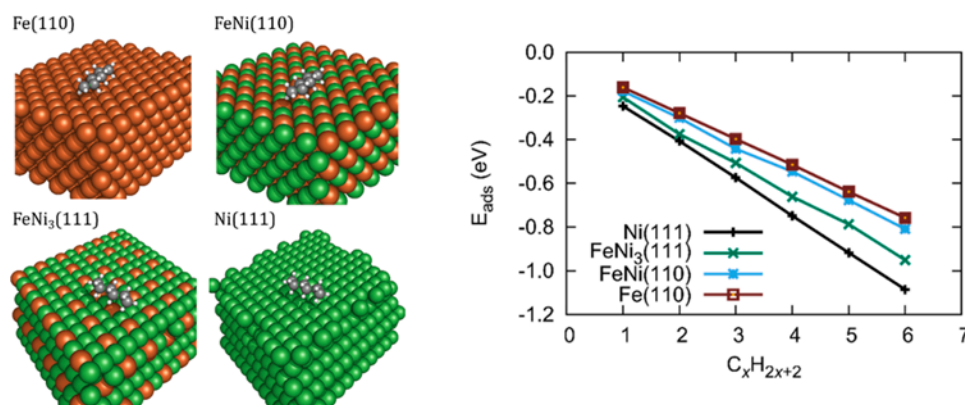 Fe(110)
FeNi(110)
FeNi₃(111)
Ni(111)
0.0
-0.2
-0.4
-0.6
-0.8
-1.0
-1.2
E_ads (eV)
Ni(111)
FeNi₃(111)
FeNi(110)
Fe(110)
0 1 2 3 4 5 6 7
CₓH₂ₓ₊₂